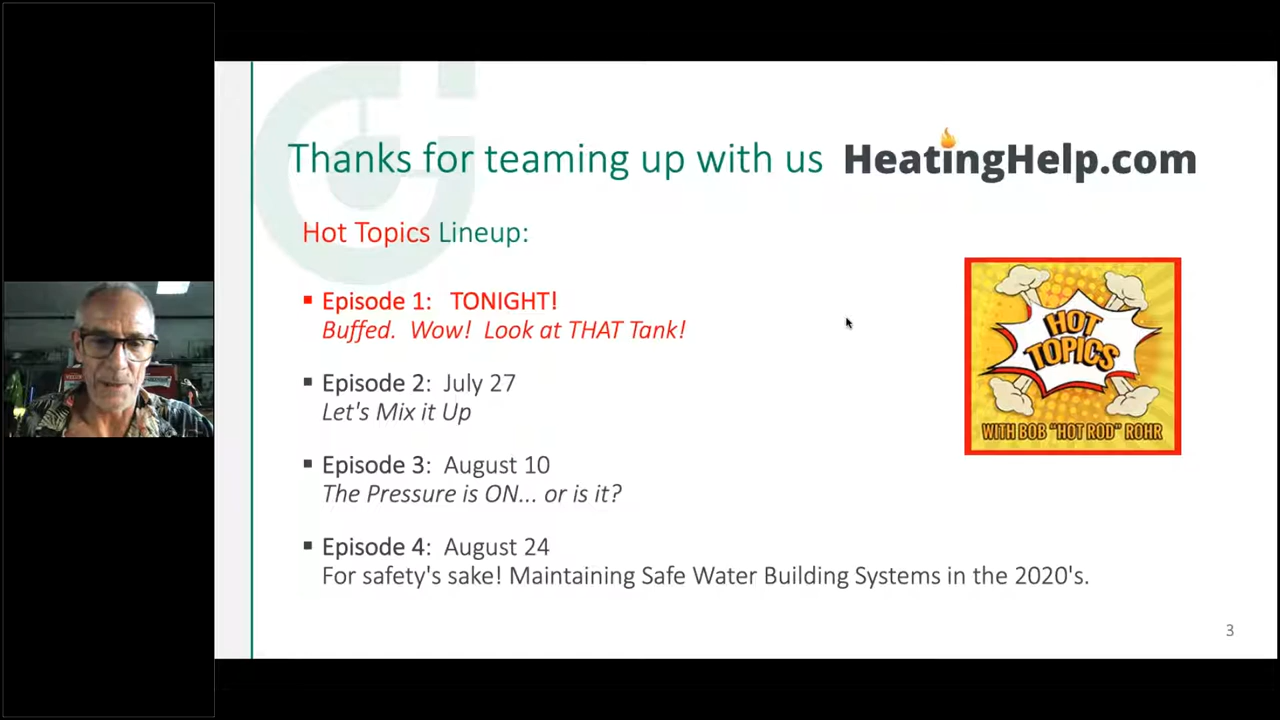 Thanks for teaming up with us HeatingHelp.com
Hot Topics Lineup:
Episode 1: TONIGHT!
Buffed. Wow! Look at THAT Tank!
Episode 2: July 27
Let's Mix it Up
Episode 3: August 10
The Pressure is ON... or is it?
Episode 4: August 24
For safety's sake! Maintaining Safe Water Building Systems in the 2020's.
HOT
TOPICS
WITH BOB "HOT ROD" ROHR
3